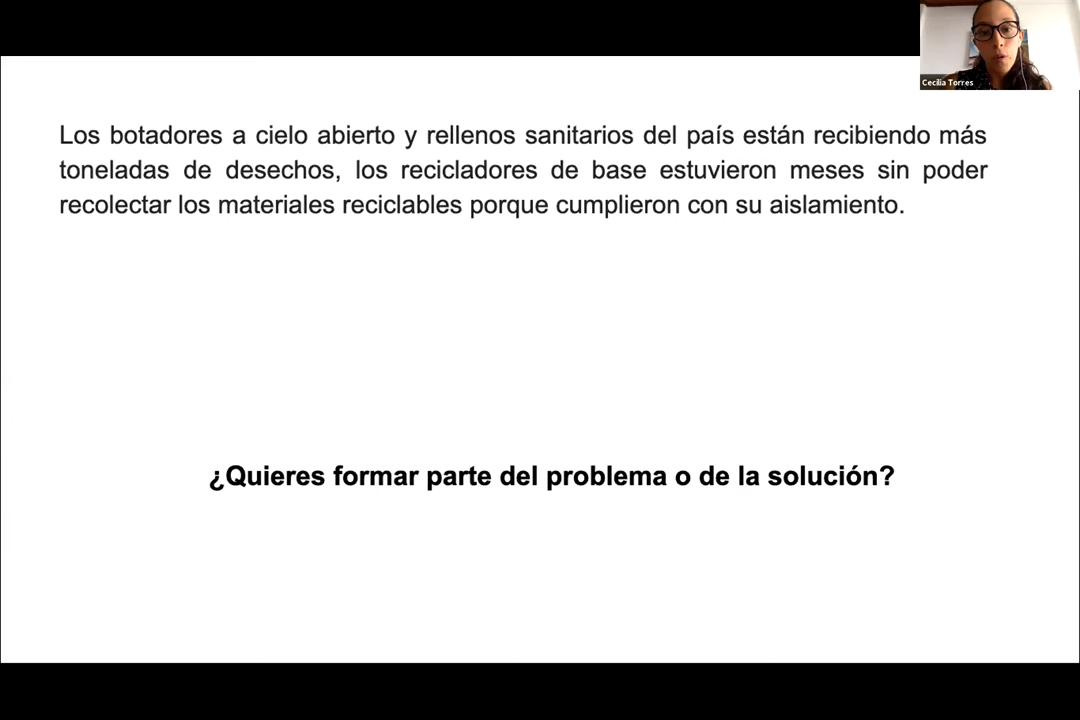 Cecilia Torres
Los botadores a cielo abierto y rellenos sanitarios del país están recibiendo más
toneladas de desechos, los recicladores de base estuvieron meses sin poder
recolectar los materiales reciclables porque cumplieron con su aislamiento.
¿Quieres formar parte del problema o de la solución?